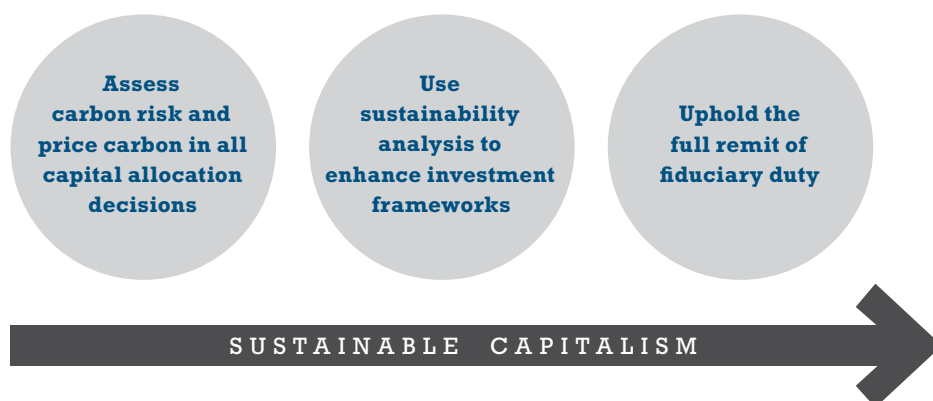 Assess
carbon risk and
price carbon in all
capital allocation
decisions
Use
sustainability
analysis to
enhance investment
frameworks
Uphold the
full remit of
fiduciary duty
SUSTAINABLE CAPITALISM